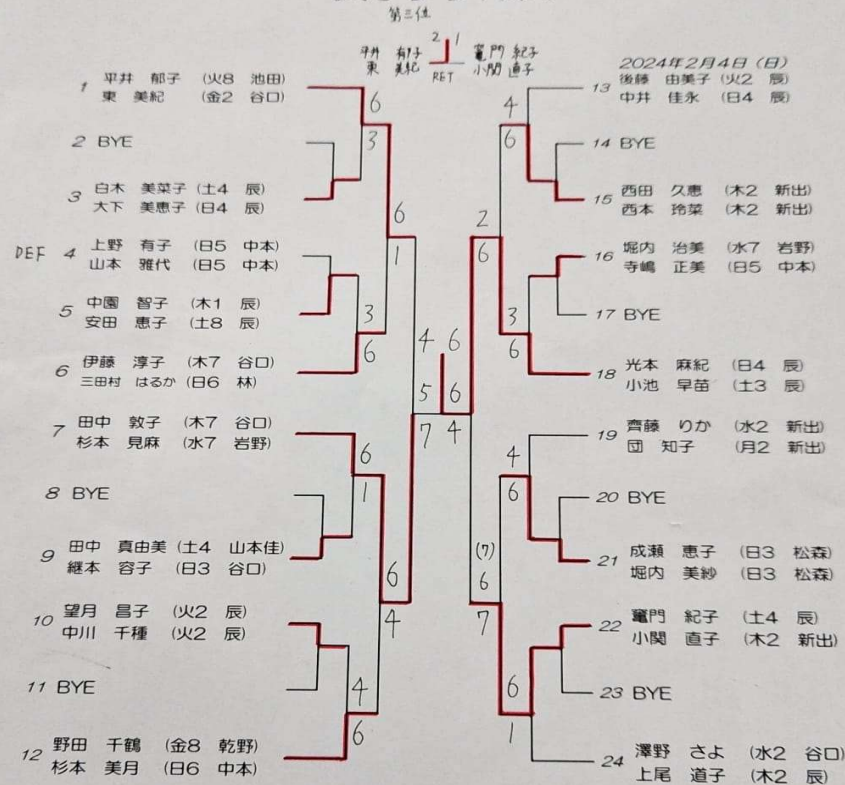 第三位
平井 郁子 2 1 竈門 紀子
東 美紀 RET 小関 直子
2024年2月4日(日)
1 平井 郁子 (火8 池田)
東 美紀 (金2 谷口)
6
3
2 BYE
3 白木 美菜子 (土4 辰)
大下 美恵子 (日4 辰)
6
1
DEF 4 上野 有子 (日5 中本)
山本 雅代 (日5 中本)
5 中園 智子 (木1 辰)
安田 恵子 (土8 辰)
3
6
6 伊藤 淳子 (木7 谷口)
三田村 はるか (日6 林)
4 6
5 6
7 4
7 田中 敦子 (木7 谷口)
杉本 見麻 (水7 岩野)
6
1
8 BYE
9 田中 真由美 (土4 山本佳)
継本 容子 (日3 谷口)
6
4
10 望月 昌子 (火2 辰)
中川 千種 (火2 辰)
11 BYE
4
6
12 野田 千鶴 (金8 乾野)
杉本 美月 (日6 中本)
13 後藤 由美子 (火2 辰)
中井 佳永 (日4 辰)
4
6
14 BYE
15 西田 久恵 (木2 新出)
西本 玲菜 (木2 新出)
2
6
16 堀内 治美 (水7 岩野)
寺嶋 正美 (日5 中本)
17 BYE
3
6
18 光本 麻紀 (日4 辰)
小池 早苗 (土3 辰)
19 齊藤 りか (水2 新出)
団 知子 (月2 新出)
4
6
20 BYE
21 成瀬 恵子 (日3 松森)
堀内 美紗 (日3 松森)
(7)
6
7
22 竈門 紀子 (土4 辰)
小関 直子 (木2 新出)
23 BYE
6
1
24 澤野 さよ (水2 谷口)
上尾 道子 (木2 辰)